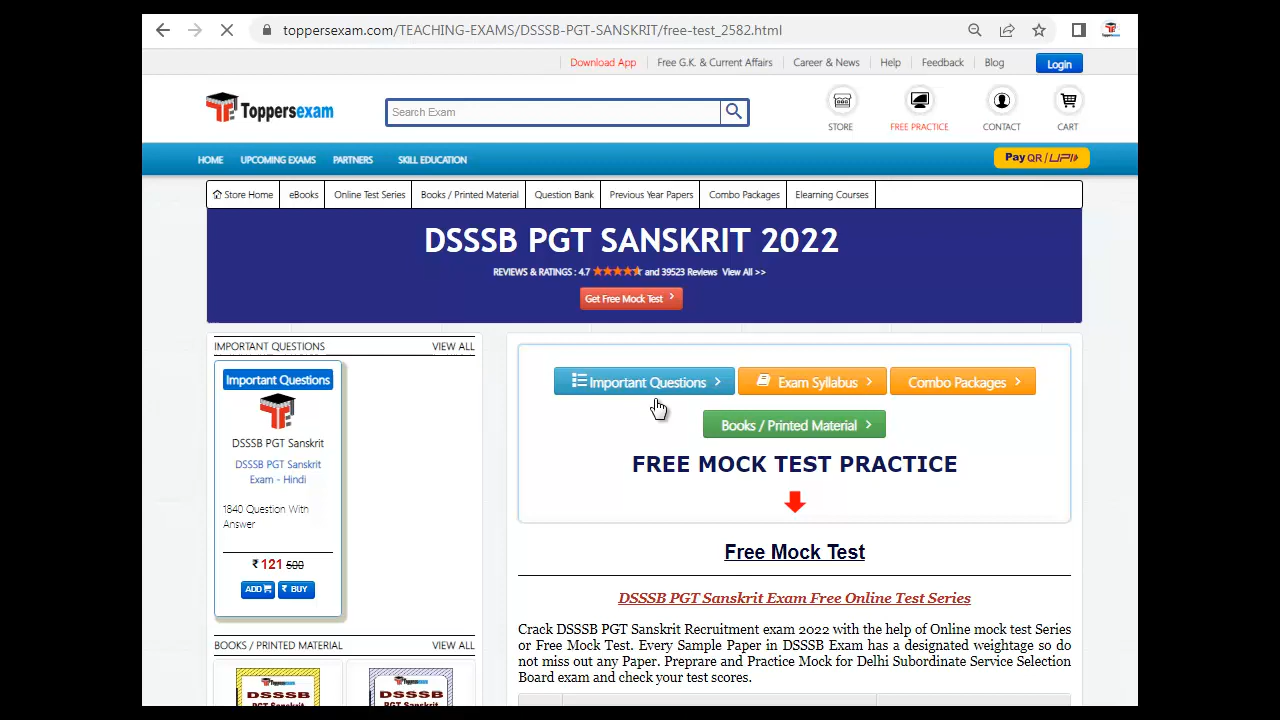 toppersexam.com/TEACHING-EXAMS/DSSSB-PGT-SANSKRIT/free-test_2582.html
Download App Free G.K. & Current Affairs Career & News Help Feedback Blog Login
Toppersexam
Search Exam
STORE FREE PRACTICE CONTACT CART
HOME UPCOMING EXAMS PARTNERS SKILL EDUCATION Pay QR / UPI
Store Home eBooks Online Test Series Books / Printed Material Question Bank Previous Year Papers Combo Packages Elearning Courses
DSSSB PGT SANSKRIT 2022
REVIEWS & RATINGS : 4.7 and 39523 Reviews View All >>
Get Free Mock Test
IMPORTANT QUESTIONS VIEW ALL
Important Questions
DSSSB PGT Sanskrit
DSSSB PGT Sanskrit
Exam - Hindi
1840 Question With
Answer
₹ 121 500
ADD ₹ BUY
BOOKS / PRINTED MATERIAL VIEW ALL
Toppersexam
DSSSB
PGT Sanskrit
Toppersexam
DSSSB
PGT Sanskrit
Important Questions Exam Syllabus Combo Packages
Books / Printed Material
FREE MOCK TEST PRACTICE
Free Mock Test
DSSSB PGT Sanskrit Exam Free Online Test Series
Crack DSSSB PGT Sanskrit Recruitment exam 2022 with the help of Online mock test Series
or Free Mock Test. Every Sample Paper in DSSSB Exam has a designated weightage so do
not miss out any Paper. Preprare and Practice Mock for Delhi Subordinate Service Selection
Board exam and check your test scores.